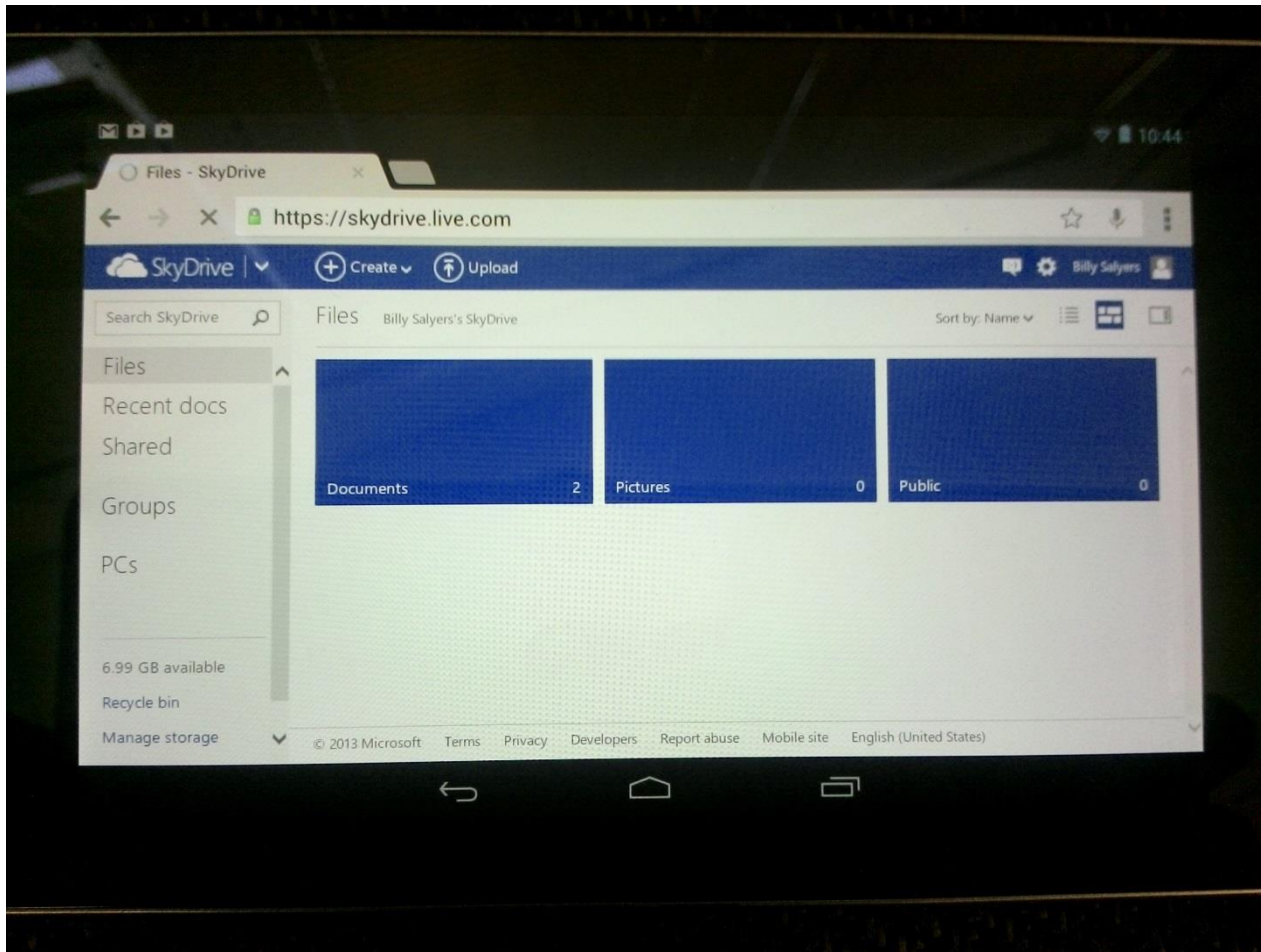 10:44
Files - SkyDrive
https://skydrive.live.com
SkyDrive Create Upload Billy Salyers
Search SkyDrive
Files Billy Salyers's SkyDrive Sort by: Name
Files
Recent docs
Shared
Groups
PCs
Documents 2 Pictures 0 Public 0
6.99 GB available
Recycle bin
Manage storage
© 2013 Microsoft Terms Privacy Developers Report abuse Mobile site English (United States)